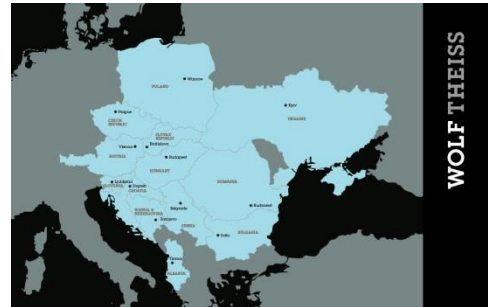 POLAND
Warsaw
Prague
CZECH
REPUBLIC
Kyiv
UKRAINE
SLOVAK
REPUBLIC
Vienna
Bratislava
AUSTRIA
Budapest
HUNGARY
Ljubljana
SLOVENIA
Zagreb
CROATIA
ROMANIA
BOSNIA &
HERZEGOVINA
Belgrade
Bucharest
Sarajevo
SERBIA
Sofia
BULGARIA
Tirana
ALBANIA
WOLF THEISS